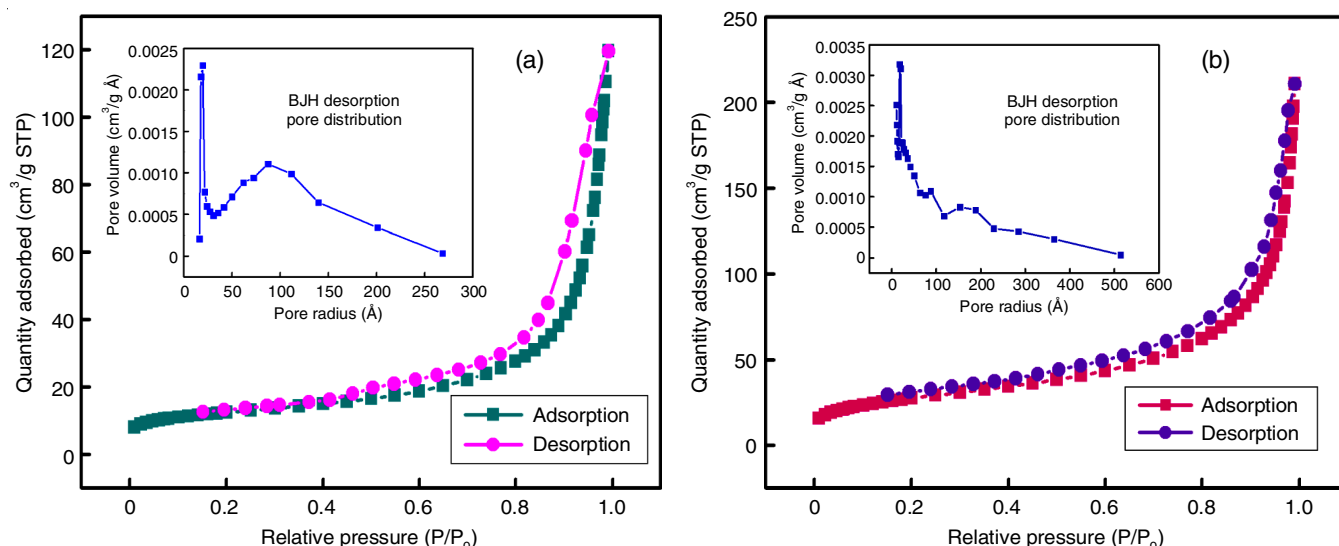 (a)
120
100
80
60
40
20
0
Quantity adsorbed (cm³/g STP)
0 0.2 0.4 0.6 0.8 1.0
Relative pressure (P/P₀)
0.0025
0.0020
0.0015
0.0010
0.0005
0
Pore volume (cm³/g Å)
BJH desorption
pore distribution
0 50 100 150 200 250 300
Pore radius (Å)
Adsorption
Desorption
(b)
250
200
150
100
50
0
Quantity adsorbed (cm³/g STP)
0 0.2 0.4 0.6 0.8 1.0
Relative pressure (P/P₀)
0.0035
0.0030
0.0025
0.0020
0.0015
0.0010
0.0005
0
Pore volume (cm³/g Å)
BJH desorption
pore distribution
0 100 200 300 400 500 600
Pore radius (Å)
Adsorption
Desorption